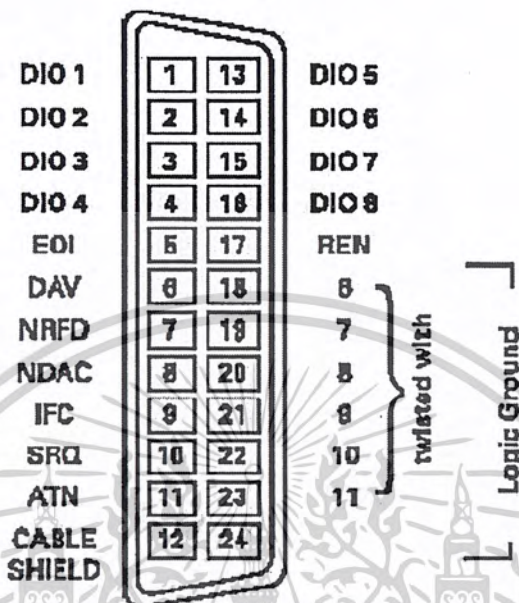 DIO 1 1 13 DIO 5
DIO 2 2 14 DIO 6
DIO 3 3 15 DIO 7
DIO 4 4 16 DIO 8
EOI 5 17 REN
DAV 6 18 6
NRFD 7 19 7
NDAC 8 20 8
IFC 9 21 9
SRQ 10 22 10
ATN 11 23 11
CABLE SHIELD 12 24
twisted with
Logic Ground